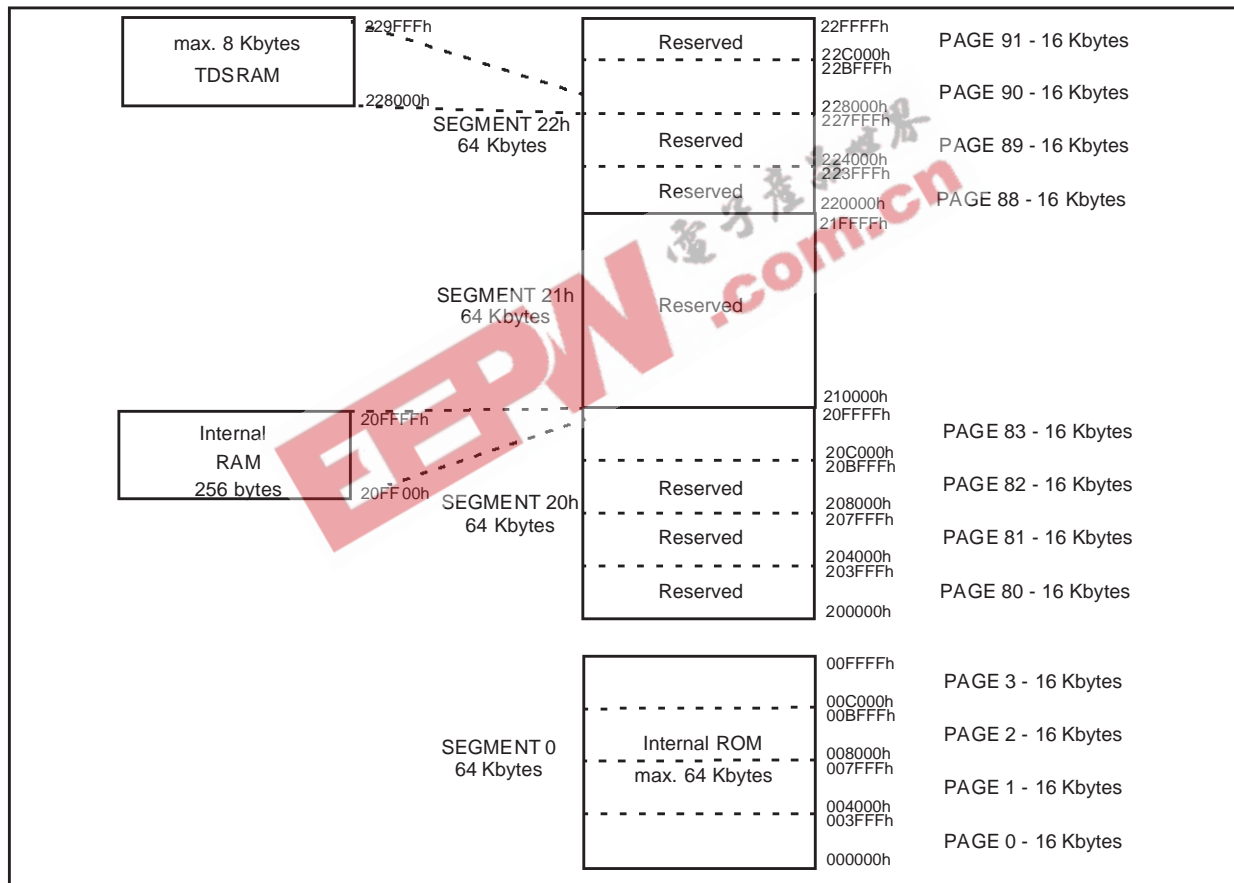 max. 8 Kbytes
TDSRAM
229FFFh
228000h
SEGMENT 22h
64 Kbytes
Reserved
22FFFFh
22C000h
22BFFFh
PAGE 91 - 16 Kbytes
228000h
227FFFh
PAGE 90 - 16 Kbytes
Reserved
224000h
223FFFh
PAGE 89 - 16 Kbytes
Reserved
220000h
21FFFFh
PAGE 88 - 16 Kbytes
SEGMENT 21h
64 Kbytes
Reserved
210000h
20FFFFh
Internal
RAM
256 bytes
20FFFFh
20FF00h
SEGMENT 20h
64 Kbytes
PAGE 83 - 16 Kbytes
20C000h
20BFFFh
Reserved
PAGE 82 - 16 Kbytes
208000h
207FFFh
Reserved
PAGE 81 - 16 Kbytes
204000h
203FFFh
Reserved
PAGE 80 - 16 Kbytes
200000h
SEGMENT 0
64 Kbytes
Internal ROM
max. 64 Kbytes
00FFFFh
PAGE 3 - 16 Kbytes
00C000h
00BFFFh
PAGE 2 - 16 Kbytes
008000h
007FFFh
PAGE 1 - 16 Kbytes
004000h
003FFFh
PAGE 0 - 16 Kbytes
000000h
EEPW
電子產品世界
.com.cn